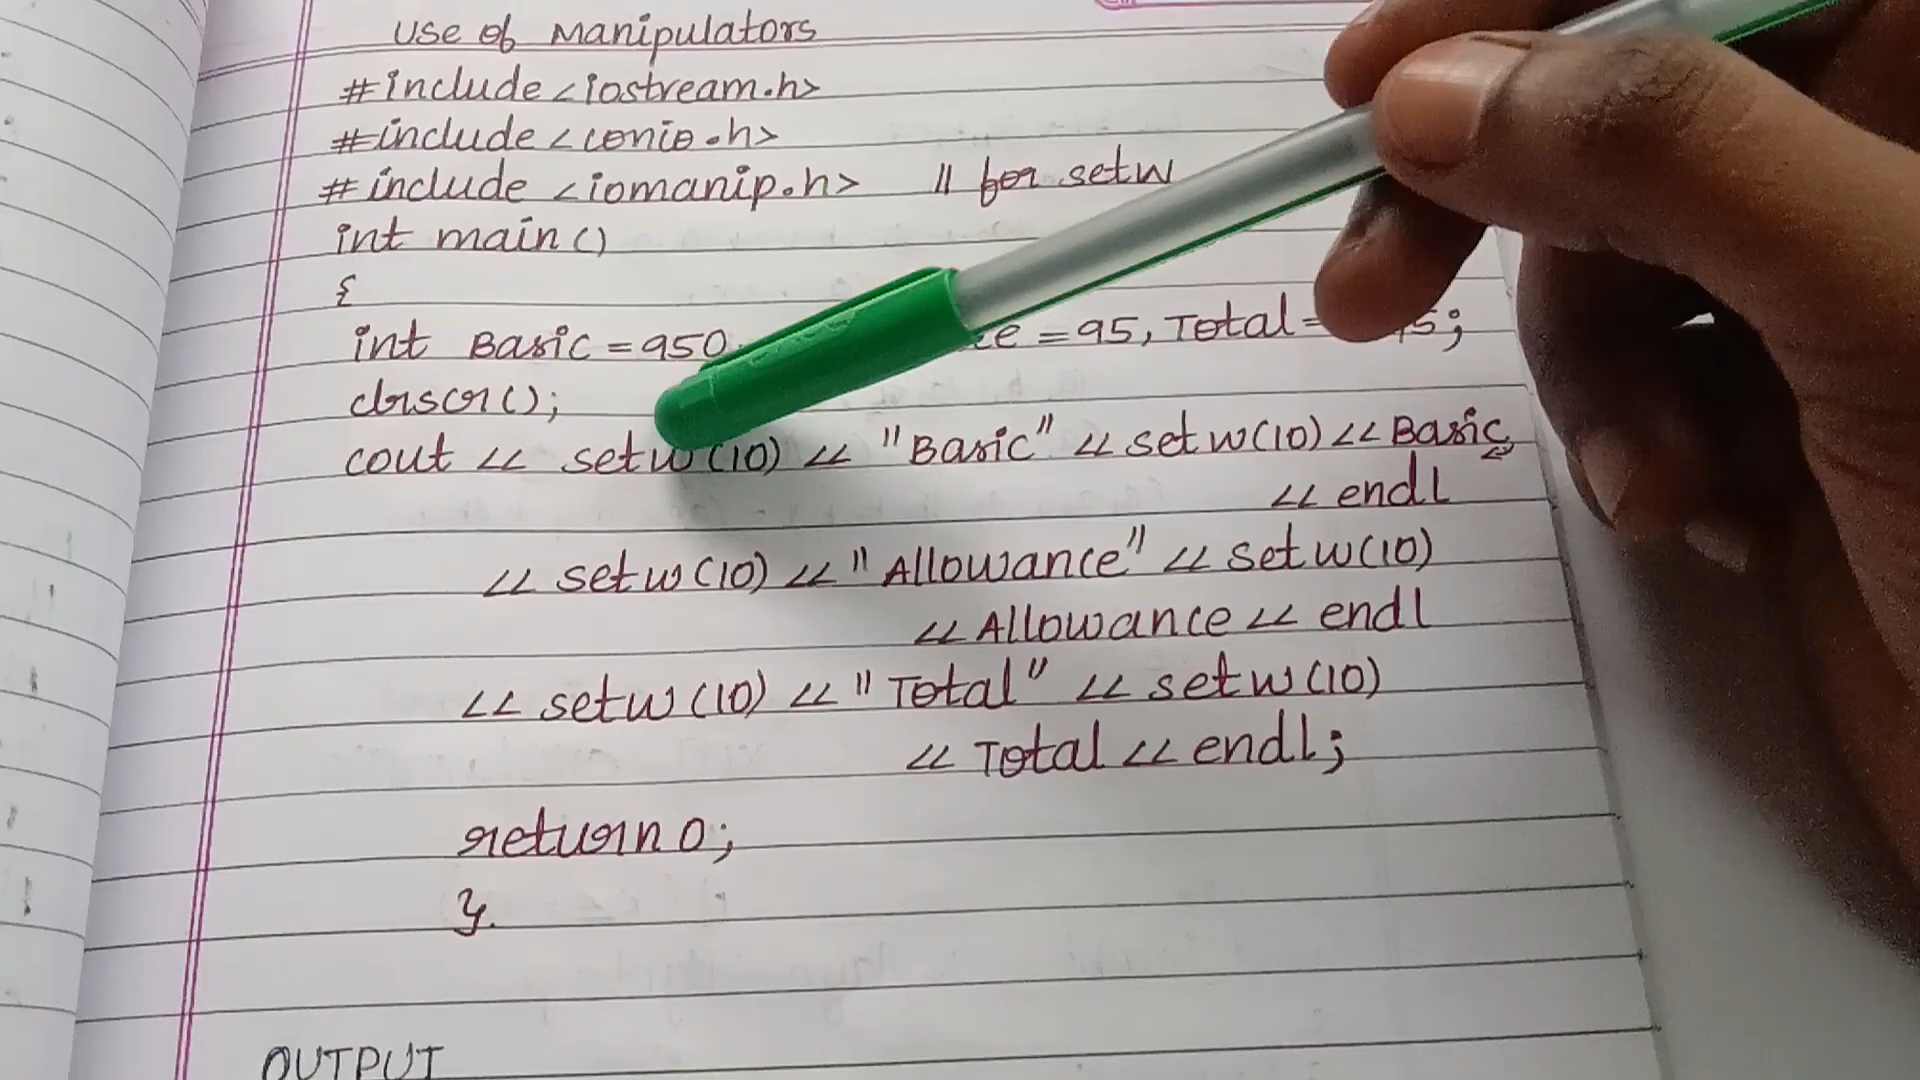 Use of Manipulators
#include <iostream.h>
#include <conio.h>
#include <iomanip.h> // for setw
int main()
{
int Basic = 950 = 95, Total = 5;
clrscr();
cout << setw(10) << "Basic" << setw(10) << Basic
<< endl
<< setw(10) << "Allowance" << setw(10)
<< Allowance << endl
<< setw(10) << "Total" << setw(10)
<< Total << endl;
return 0;
}.
OUTPUT